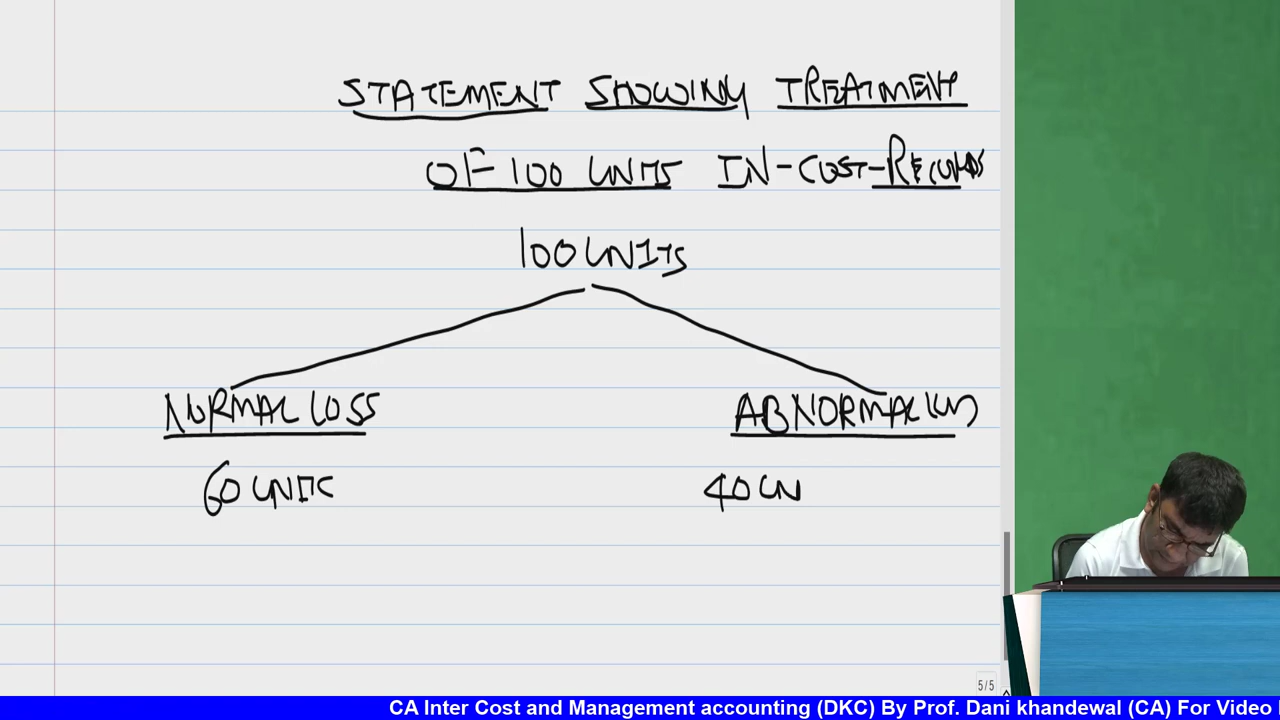 STATEMENT SHOWING TREATMENT
OF 100 UNITS IN-COST-RECORDS
100 UNITS
NORMAL LOSS ABNORMAL LOSS
60 UNITS 40 UN
5/5
CA Inter Cost and Management accounting (DKC) By Prof. Dani khandewal (CA) For Video